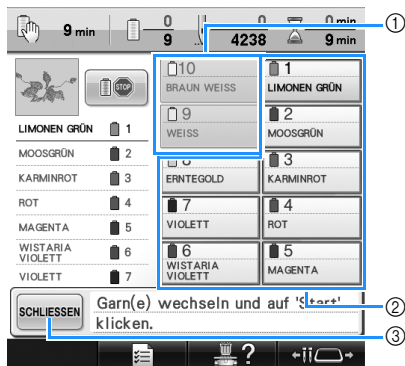 ①
9 min
0
9
0
4238
0 min
9 min
10
BRAUN WEISS
1
LIMONEN GRÜN
STOP
9
WEISS
2
MOOSGRÜN
LIMONEN GRÜN 1
MOOSGRÜN 2
KARMINROT 3
ROT 4
MAGENTA 5
WISTARIA
VIOLETT 6
VIOLETT 7
8
ERNTEGOLD
3
KARMINROT
7
VIOLETT
4
ROT
6
WISTARIA
VIOLETT
5
MAGENTA
SCHLIESSEN
Garn(e) wechseln und auf 'Start'
klicken.
②
③
?